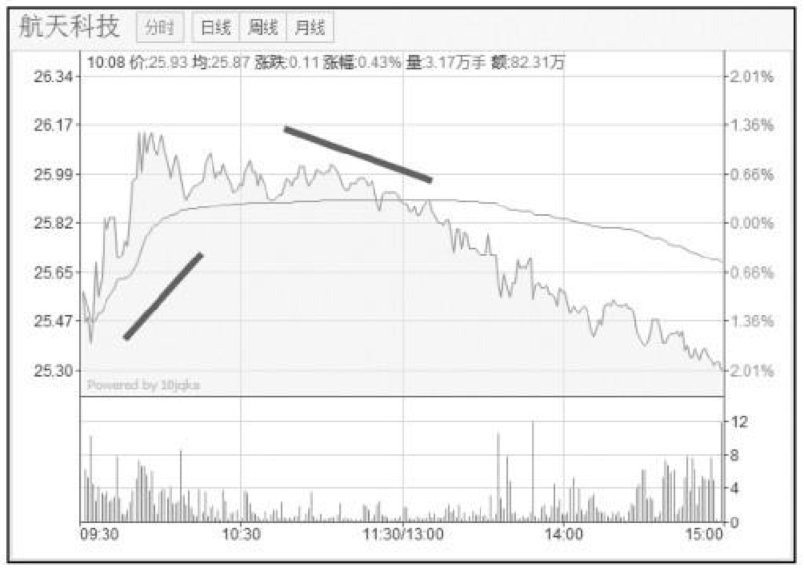 航天科技 分时 日线 周线 月线
10:08 价:25.93 均:25.87 涨跌:0.11 涨幅:0.43% 量:3.17万手 额:82.31万
26.34 2.01%
26.17 1.36%
25.99 0.66%
25.82 0.00%
25.65 0.66%
25.47 1.36%
25.30 2.01%
Powered by 10jqka
12
8
4
0
09:30 10:30 11:30/13:00 14:00 15:00